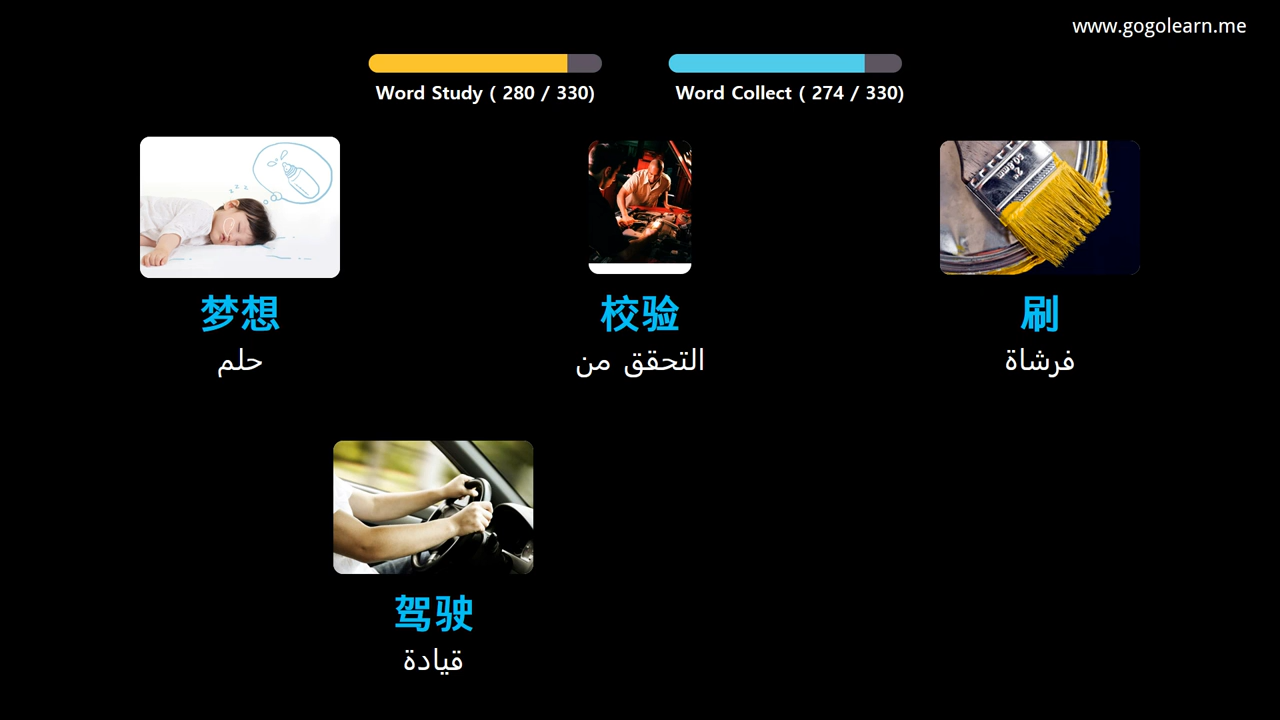 www.gogolearn.me
Word Study ( 280 / 330)
Word Collect ( 274 / 330)
梦想
حلم
校验
التحقق من
刷
فرشاة
驾驶
قيادة